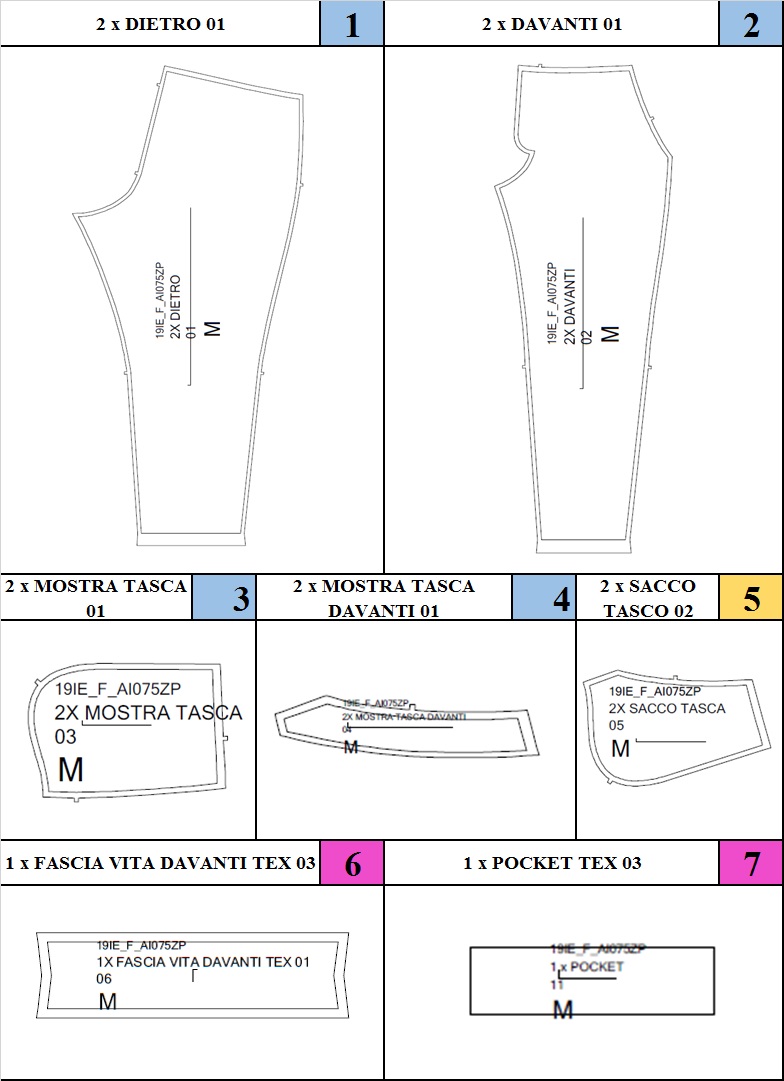 2 x DIETRO 01
1
2 x DAVANTI 01
2
19IE_F_AI075ZP
2X DIETRO
01
M
19IE_F_AI075ZP
2X DAVANTI
02
M
2 x MOSTRA TASCA
01
3
2 x MOSTRA TASCA
DAVANTI 01
4
2 x SACCO
TASCO 02
5
19IE_F_AI075ZP
2X MOSTRA TASCA
03
M
19IE_F_AI075ZP
2X MOSTRA TASCA DAVANTI
04
M
19IE_F_AI075ZP
2X SACCO TASCA
05
M
1 x FASCIA VITA DAVANTI TEX 03
6
1 x POCKET TEX 03
7
19IE_F_AI075ZP
1X FASCIA VITA DAVANTI TEX 01
06
M
19IE_F_AI075ZP
1 x POCKET
11
M